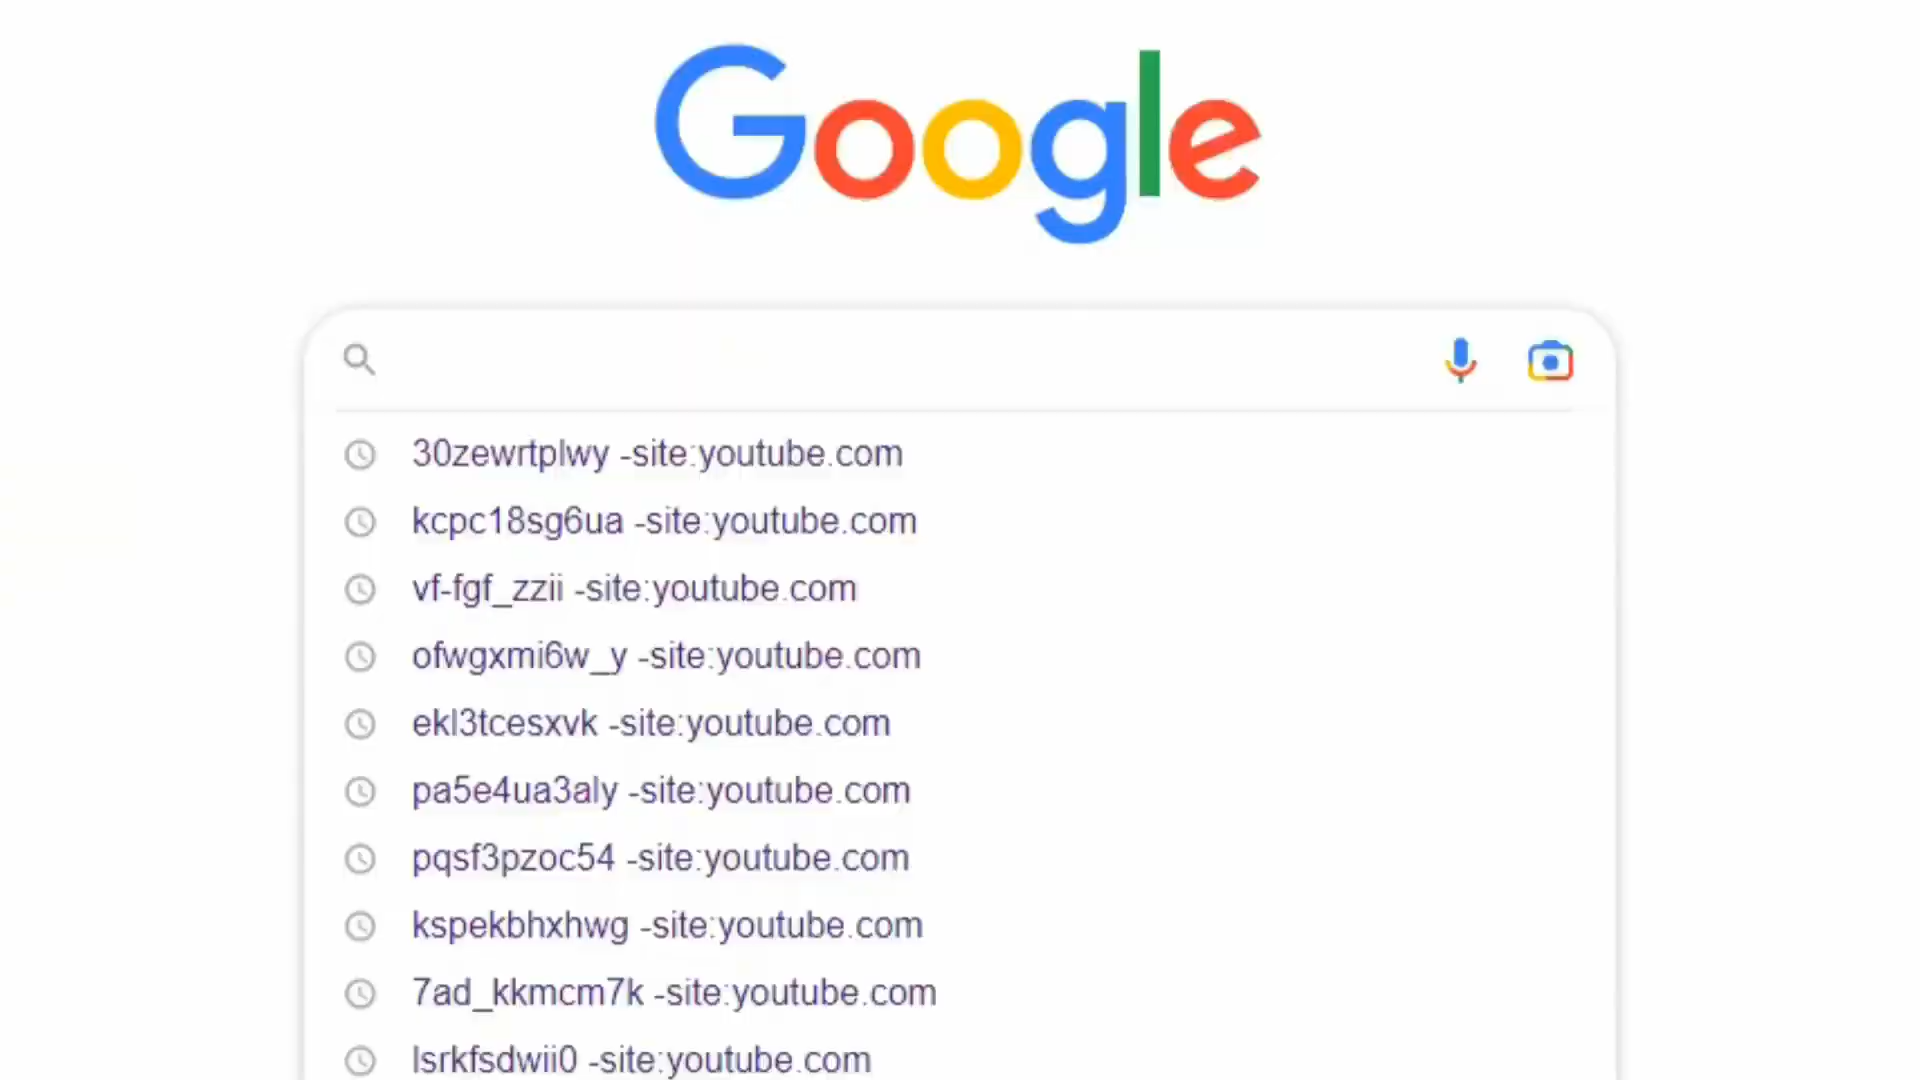 Google
30zewrtplwy -site:youtube.com
kcpc18sg6ua -site:youtube.com
vf-fgf_zzii -site:youtube.com
ofwgxmi6w_y -site:youtube.com
ekl3tcesxvk -site:youtube.com
pa5e4ua3aly -site:youtube.com
pqsf3pzoc54 -site:youtube.com
kspekbhxhwg -site:youtube.com
7ad_kkmcm7k -site:youtube.com
lsrkfsdwii0 -site:youtube.com